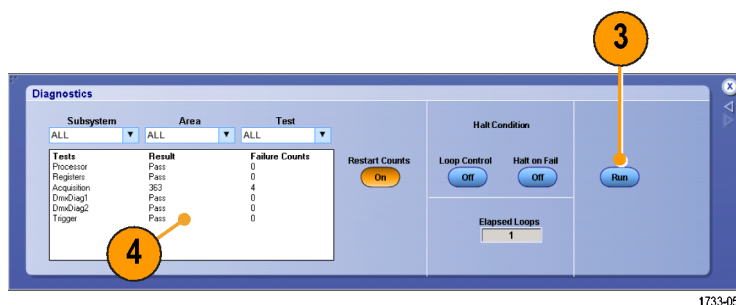 3
Diagnostics
Subsystem Area Test
ALL ALL ALL
Halt Condition
Tests Result Failure Counts
Processor Pass 0
Registers Pass 0
Acquisition 363 4
DmxDiag1 Pass 0
DmxDiag2 Pass 0
Trigger Pass 0
Restart Counts
On
Loop Control Halt on Fail
Off Off
Run
Elapsed Loops
1
4